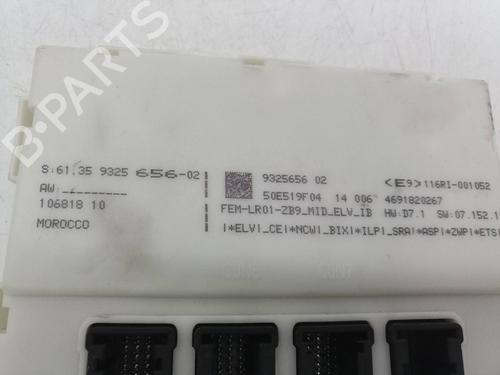 B-PARTS
S:61.35 9325 656-02
AW:_________
106818 10
MOROCCO
9325656 02
50E519F04 14 006
<E9>116RI-001052
4691820267
FEM-LR01-ZB9_MID_ELV_IB HW:D7.1 SW:07.152.1
|*ELV|_CE|*NCW|_BIX|*ILP|_SRA|*ASP|*ZWP|*ETS|